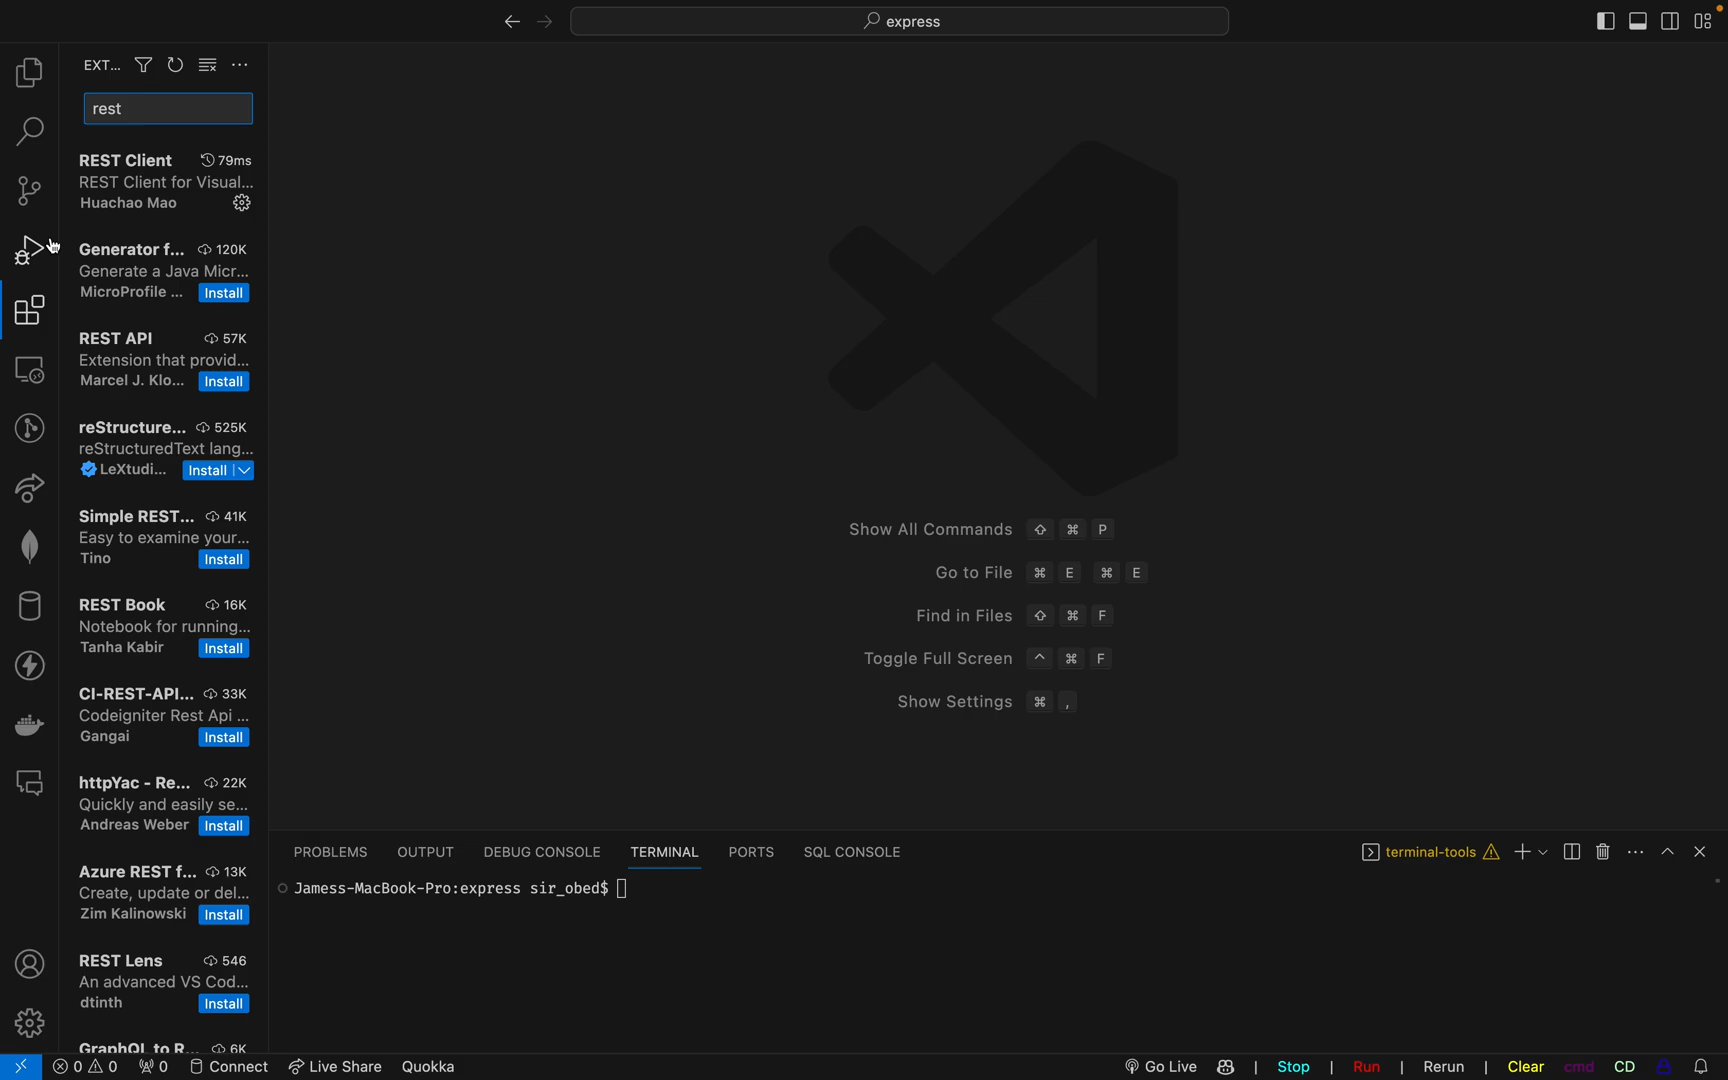 express
EXT...
rest
REST Client 79ms
REST Client for Visual...
Huachao Mao
Generator f... 120K
Generate a Java Micr...
MicroProfile ... Install
REST API 57K
Extension that provid...
Marcel J. Klo... Install
reStructure... 525K
reStructuredText lang...
LeXtudi... Install
Simple REST... 41K
Easy to examine your...
Tino Install
REST Book 16K
Notebook for running...
Tanha Kabir Install
CI-REST-API... 33K
Codeigniter Rest Api ...
Gangai Install
httpYac - Re... 22K
Quickly and easily se...
Andreas Weber Install
Azure REST f... 13K
Create, update or del...
Zim Kalinowski Install
REST Lens 546
An advanced VS Cod...
dtinth Install
GraphQL to R... 6K
Show All Commands ⇧ ⌘ P
Go to File ⌘ E ⌘ E
Find in Files ⇧ ⌘ F
Toggle Full Screen ^ ⌘ F
Show Settings ⌘ ,
PROBLEMS OUTPUT DEBUG CONSOLE TERMINAL PORTS SQL CONSOLE terminal-tools
Jamess-MacBook-Pro:express sir_obed$
0 0 0 Connect Live Share Quokka Go Live | Stop | Run | Rerun | Clear cmd CD